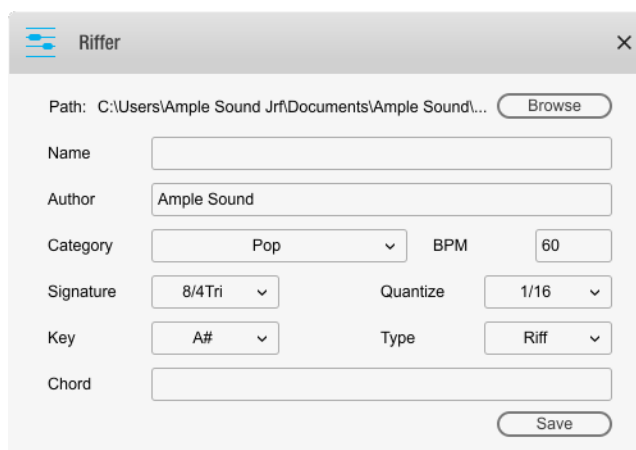 Riffer
Path: C:\Users\Ample Sound Jrf\Documents\Ample Sound\... Browse
Name
Author Ample Sound
Category Pop BPM 60
Signature 8/4Tri Quantize 1/16
Key A# Type Riff
Chord
Save